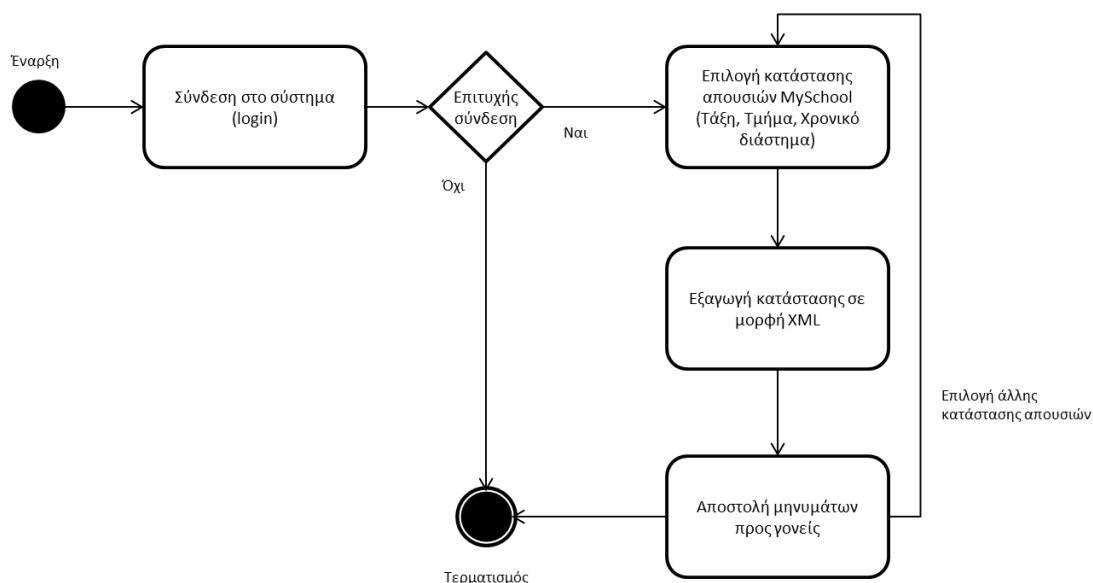 Έναρξη
Σύνδεση στο σύστημα
(login)
Επιτυχής
σύνδεση
Ναι
Όχι
Επιλογή κατάστασης
απουσιών MySchool
(Τάξη, Τμήμα, Χρονικό
διάστημα)
Εξαγωγή κατάστασης σε
μορφή XML
Επιλογή άλλης
κατάστασης απουσιών
Αποστολή μηνυμάτων
προς γονείς
Τερματισμός